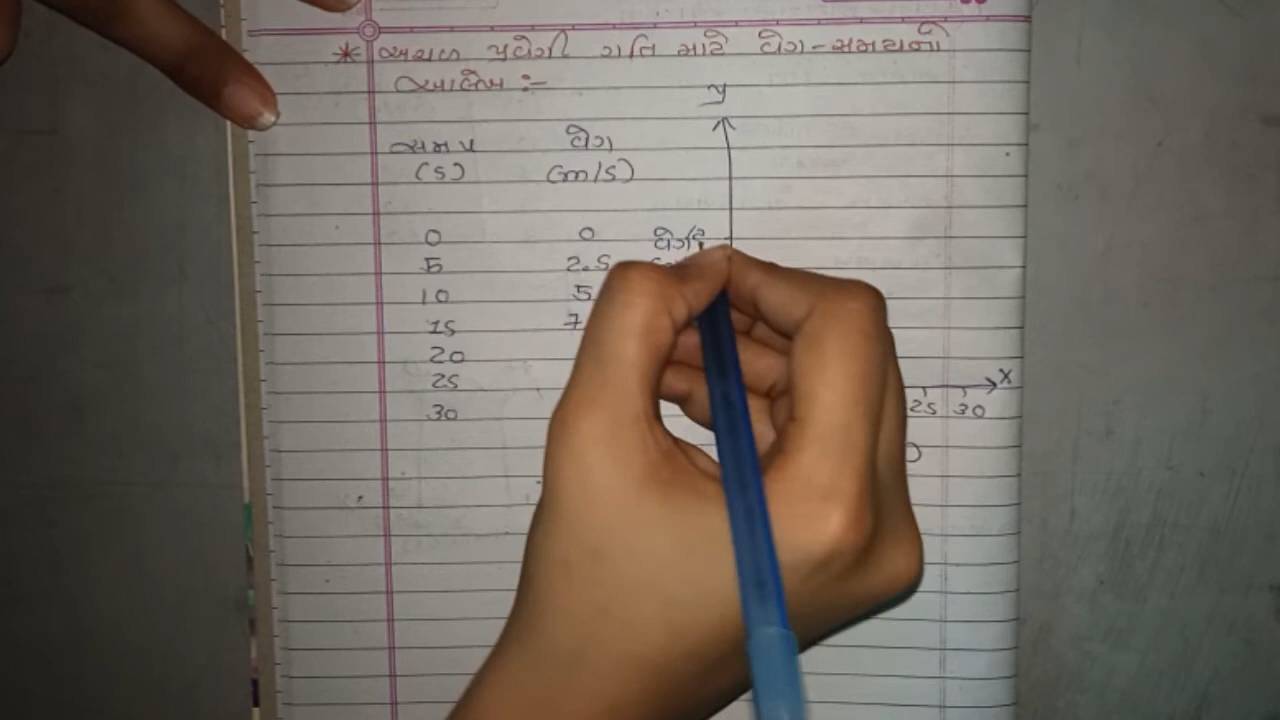 * અચળ પ્રવેગી ગતિ માટે વેગ-સમયનો
આલેખ :-
સમય વેગ
(s) (m/s)
y
0 0
5 2.5
10 5
15 7
20
25
30
વેગ
X
25 30